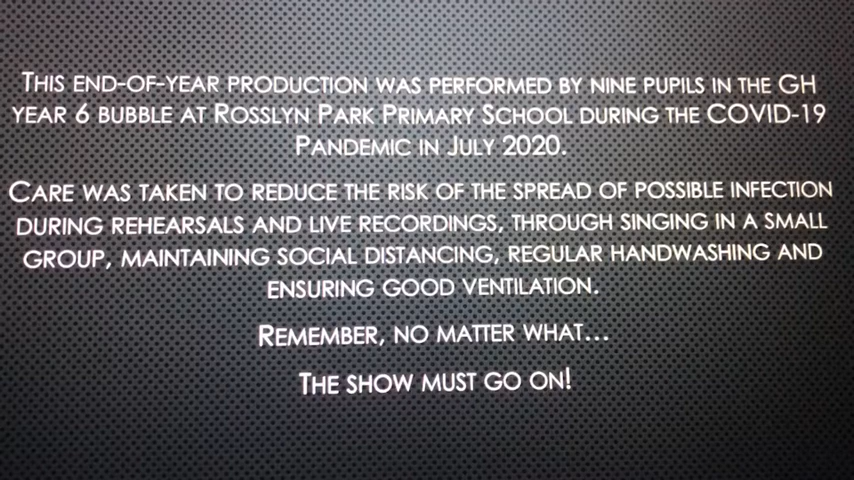 THIS END-OF-YEAR PRODUCTION WAS PERFORMED BY NINE PUPILS IN THE GH
YEAR 6 BUBBLE AT ROSSLYN PARK PRIMARY SCHOOL DURING THE COVID-19
PANDEMIC IN JULY 2020.
CARE WAS TAKEN TO REDUCE THE RISK OF THE SPREAD OF POSSIBLE INFECTION
DURING REHEARSALS AND LIVE RECORDINGS, THROUGH SINGING IN A SMALL
GROUP, MAINTAINING SOCIAL DISTANCING, REGULAR HANDWASHING AND
ENSURING GOOD VENTILATION.
REMEMBER, NO MATTER WHAT...
THE SHOW MUST GO ON!